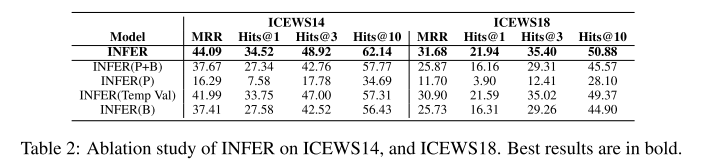 ICEWS14 ICEWS18
Model MRR Hits@1 Hits@3 Hits@10 MRR Hits@1 Hits@3 Hits@10
INFER 44.09 34.52 48.92 62.14 31.68 21.94 35.40 50.88
INFER(P+B) 37.67 27.34 42.76 57.77 25.87 16.16 29.31 45.57
INFER(P) 16.29 7.58 17.78 34.69 11.70 3.90 12.41 28.10
INFER(Temp Val) 41.99 33.75 47.00 57.31 30.90 21.59 35.02 49.37
INFER(B) 37.41 27.58 42.52 56.43 25.73 16.31 29.26 44.90
Table 2: Ablation study of INFER on ICEWS14, and ICEWS18. Best results are in bold.